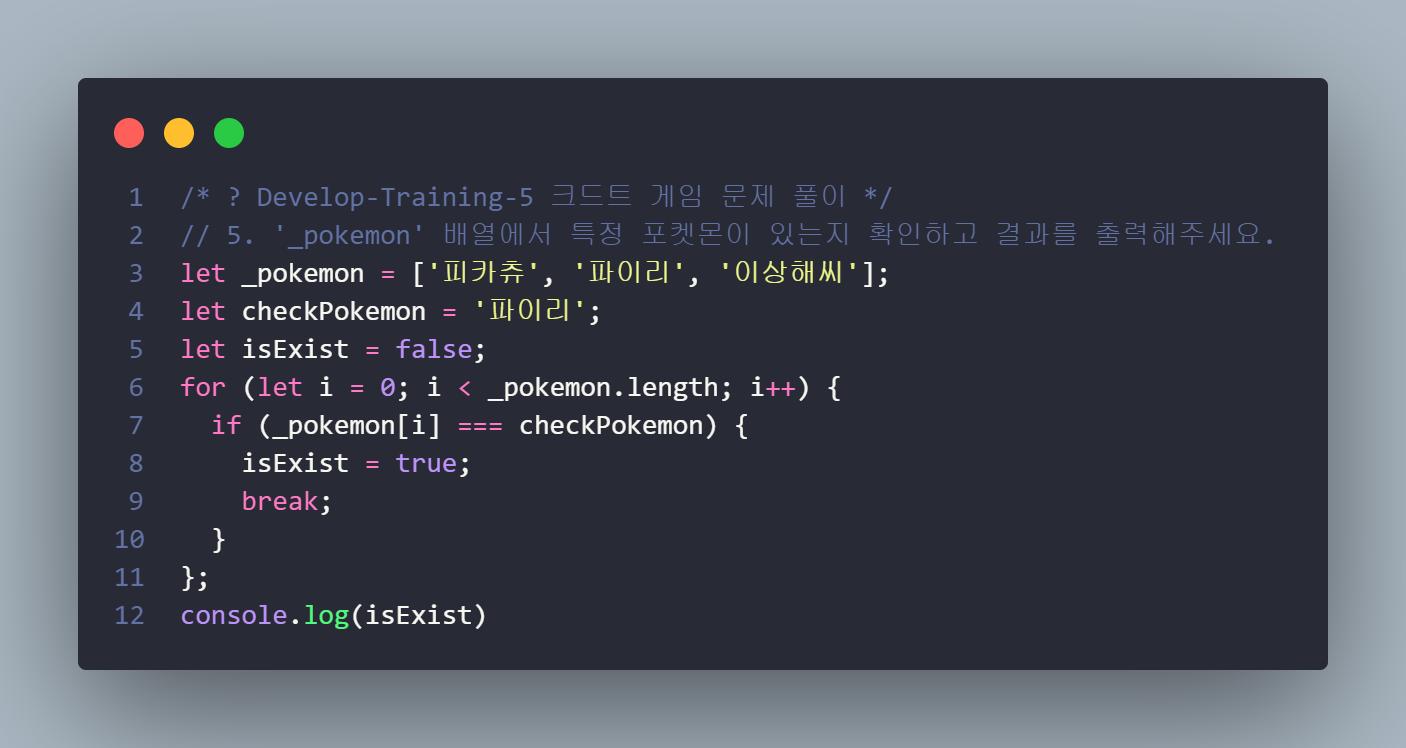 1 /* ? Develop-Training-5 크드트 게임 문제 풀이 */
2 // 5. '_pokemon' 배열에서 특정 포켓몬이 있는지 확인하고 결과를 출력해주세요.
3 let _pokemon = ['피카츄', '파이리', '이상해씨'];
4 let checkPokemon = '파이리';
5 let isExist = false;
6 for (let i = 0; i < _pokemon.length; i++) {
7   if (_pokemon[i] === checkPokemon) {
8     isExist = true;
9     break;
10   }
11 };
12 console.log(isExist)